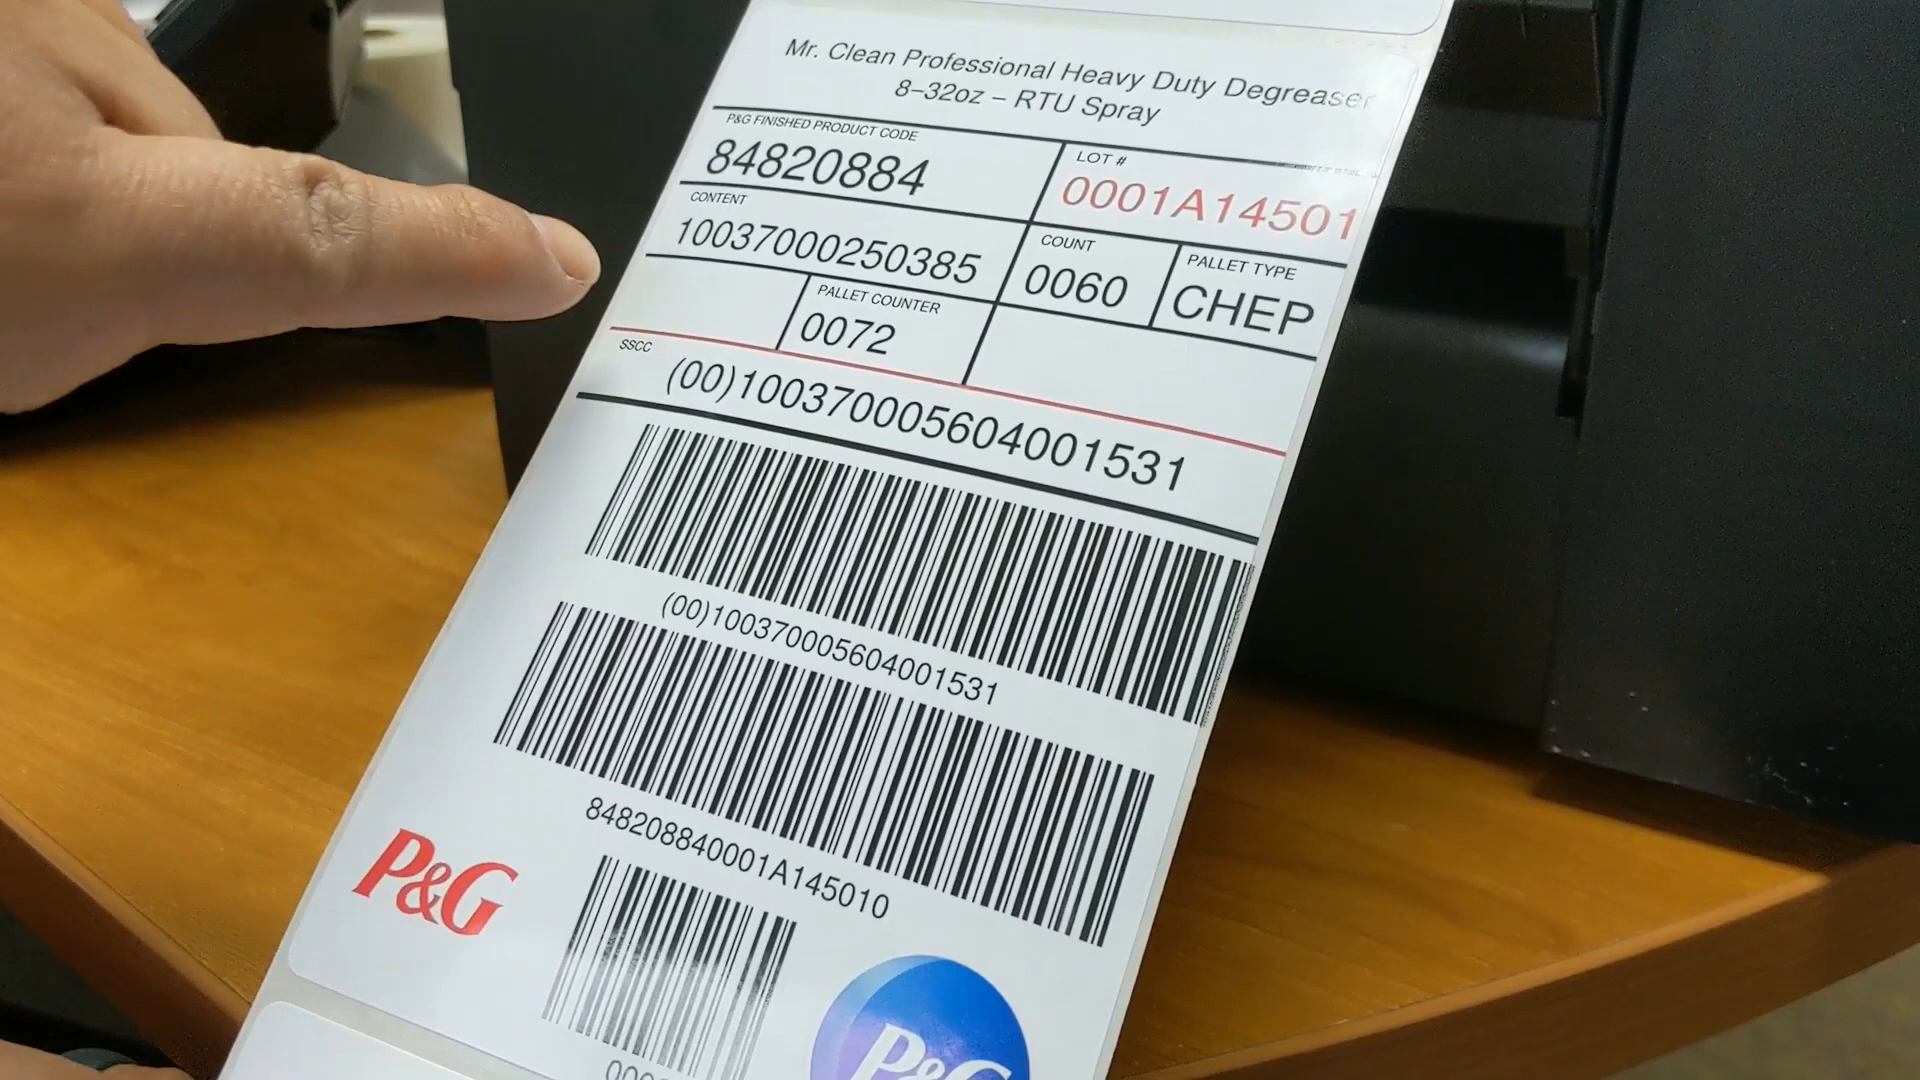 Mr. Clean Professional Heavy Duty Degreaser
8-32oz - RTU Spray
P&G FINISHED PRODUCT CODE
84820884
LOT #
0001A14501
CONTENT
10037000250385
COUNT
0060
PALLET TYPE
CHEP
PALLET COUNTER
0072
SSCC
(00)100370005604001531
(00)100370005604001531
848208840001A145010
P&G
P&G